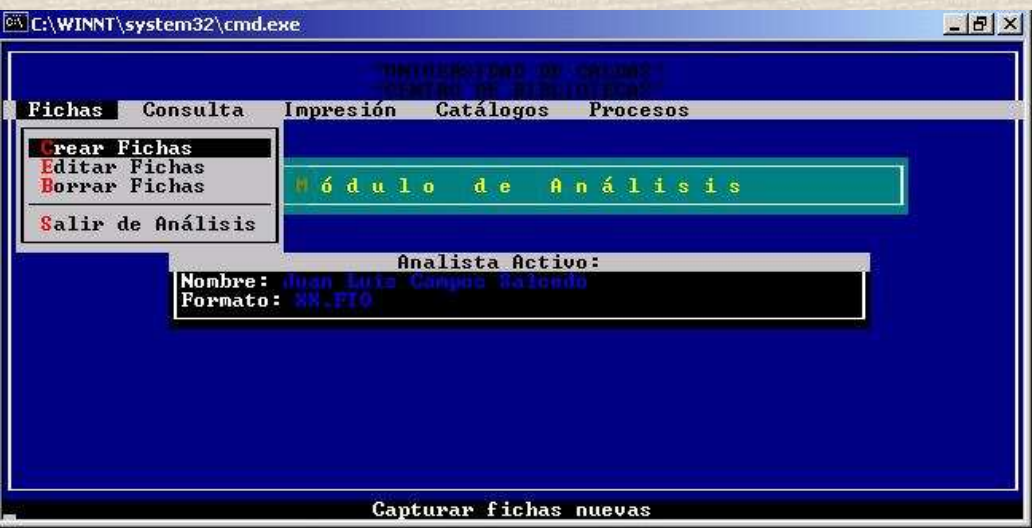 C:\WINNT\system32\cmd.exe
"UNIVERSIDAD DE CALDAS"
"CENTRO DE BIBLIOTECAS"
Fichas Consulta Impresión Catálogos Procesos
Crear Fichas
Editar Fichas
Borrar Fichas
Salir de Análisis
Módulo de Análisis
Analista Activo:
Nombre: Juan Luis Campos Salcedo
Formato:
Capturar fichas nuevas